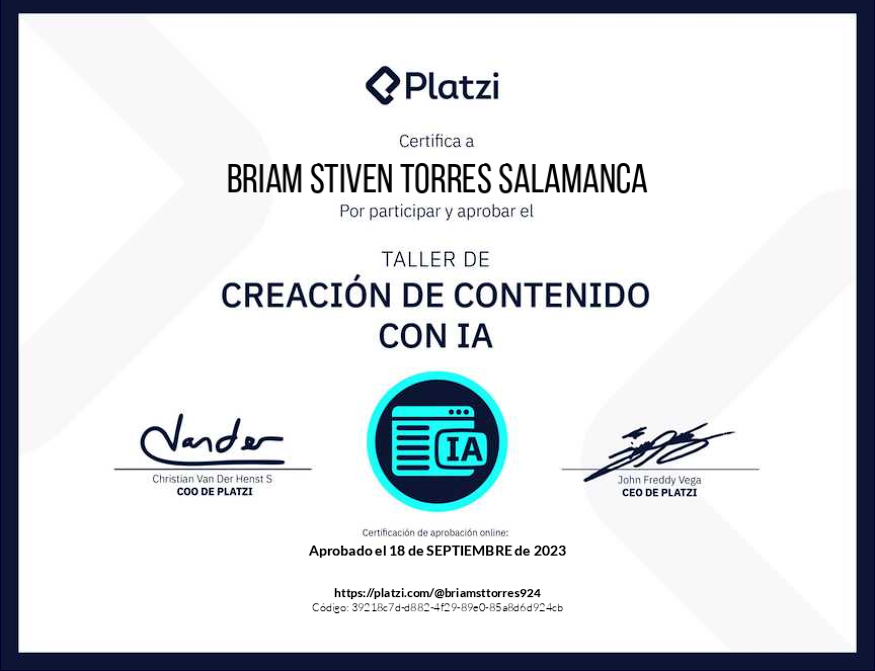 Platzi
Certifica a
BRIAM STIVEN TORRES SALAMANCA
Por participar y aprobar el
TALLER DE
CREACIÓN DE CONTENIDO
CON IA
IA
Vander
Christian Van Der Henst S
COO DE PLATZI
John Freddy Vega
CEO DE PLATZI
Certificación de aprobación online:
Aprobado el 18 de SEPTIEMBRE de 2023
https://platzi.com/@briamsttorres924
Código: 39218c7d-d882-4f29-89e0-85a8d6d924cb